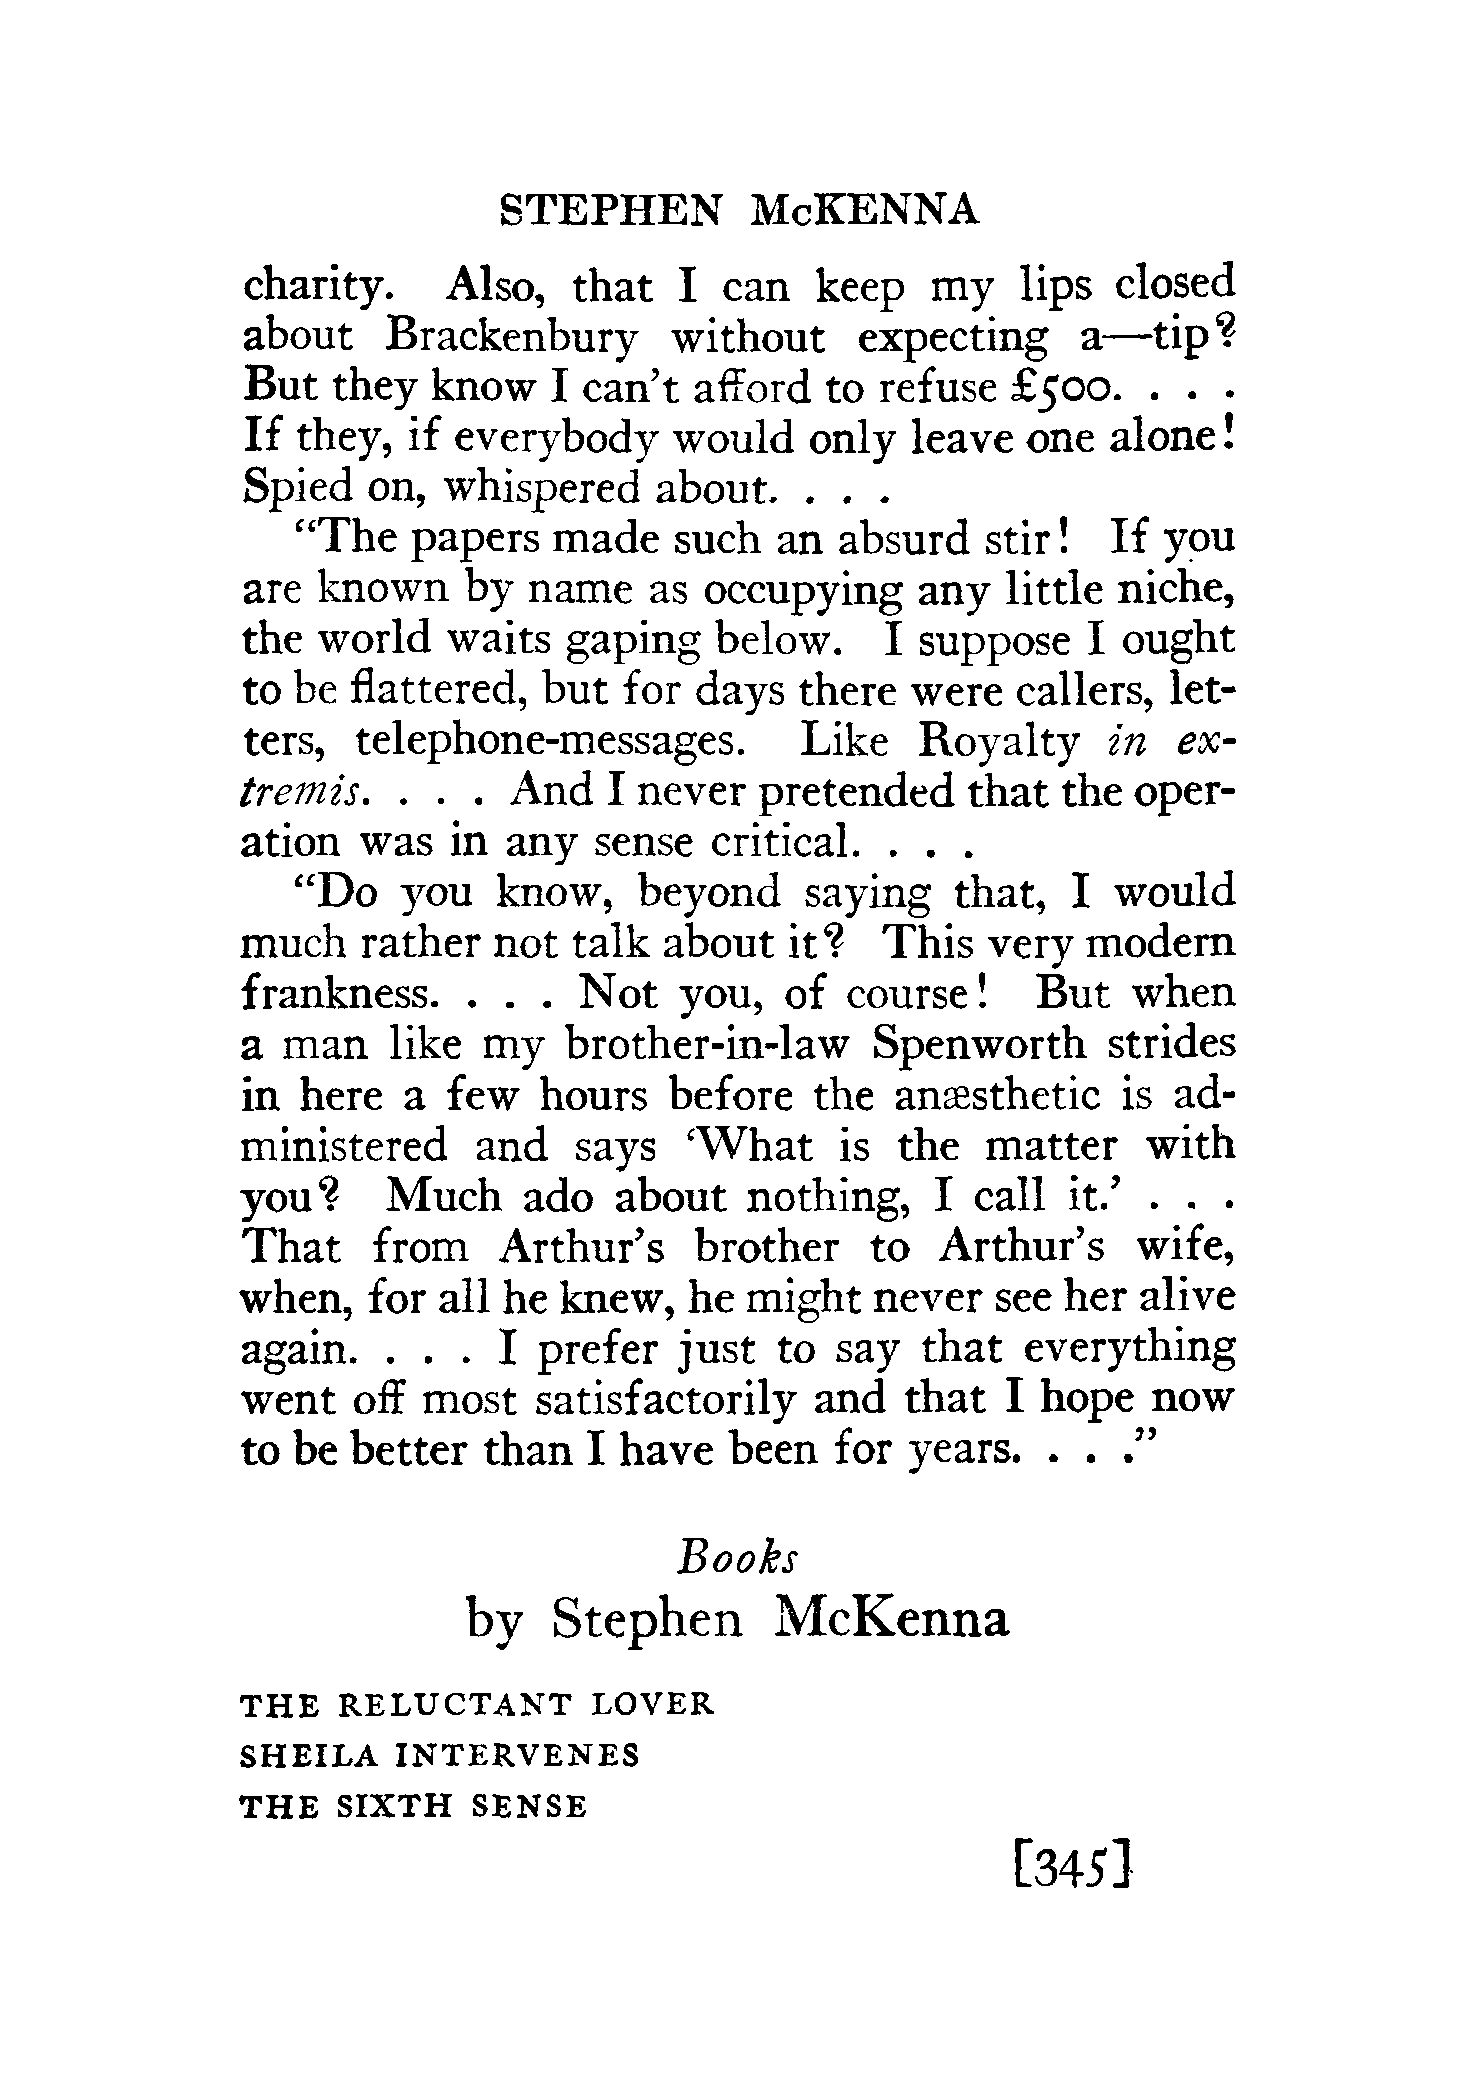 STEPHEN McKENNA
charity. Also, that I can keep my lips closed
about Brackenbury without expecting a—tip?
But they know I can't afford to refuse £500. . . .
If they, if everybody would only leave one alone!
Spied on, whispered about. . . .
"The papers made such an absurd stir! If you
are known by name as occupying any little niche,
the world waits gaping below. I suppose I ought
to be flattered, but for days there were callers, let-
ters, telephone-messages. Like Royalty in ex-
tremis. . . . And I never pretended that the oper-
ation was in any sense critical. . . .
"Do you know, beyond saying that, I would
much rather not talk about it? This very modern
frankness. . . . Not you, of course! But when
a man like my brother-in-law Spenworth strides
in here a few hours before the anæsthetic is ad-
ministered and says 'What is the matter with
you? Much ado about nothing, I call it.' . . .
That from Arthur's brother to Arthur's wife,
when, for all he knew, he might never see her alive
again. . . . I prefer just to say that everything
went off most satisfactorily and that I hope now
to be better than I have been for years. . . ."
Books
by Stephen McKenna
THE RELUCTANT LOVER
SHEILA INTERVENES
THE SIXTH SENSE
[345]